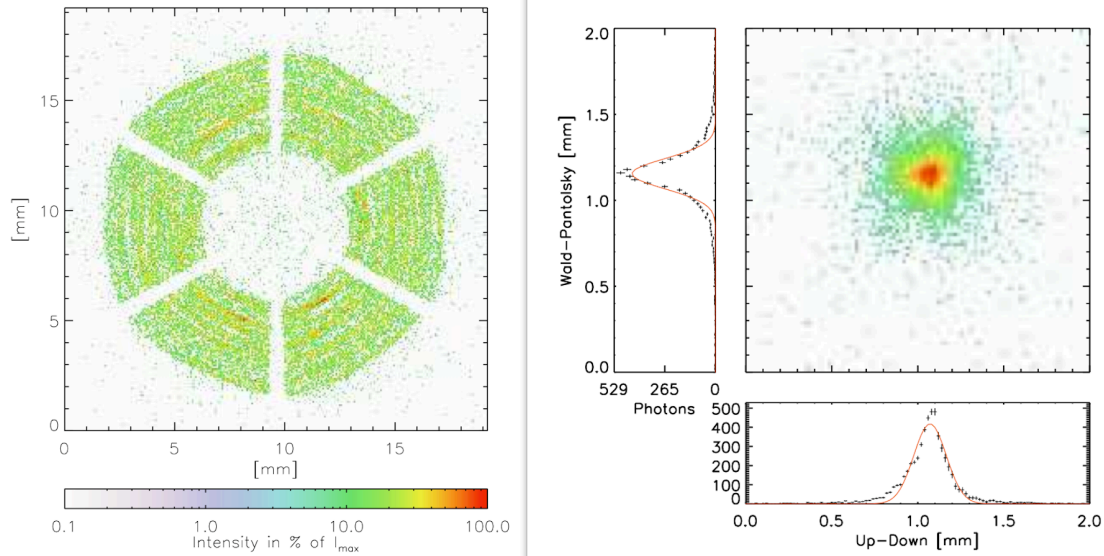 15
10
5
0
[mm]
0 5 10 15
[mm]
0.1 1.0 10.0 100.0
Intensity in % of Imax
2.0
1.5
1.0
0.5
0.0
Wald-Pantolsky [mm]
529 265 0
Photons
500
400
300
200
100
0
0.0 0.5 1.0 1.5 2.0
Up-Down [mm]